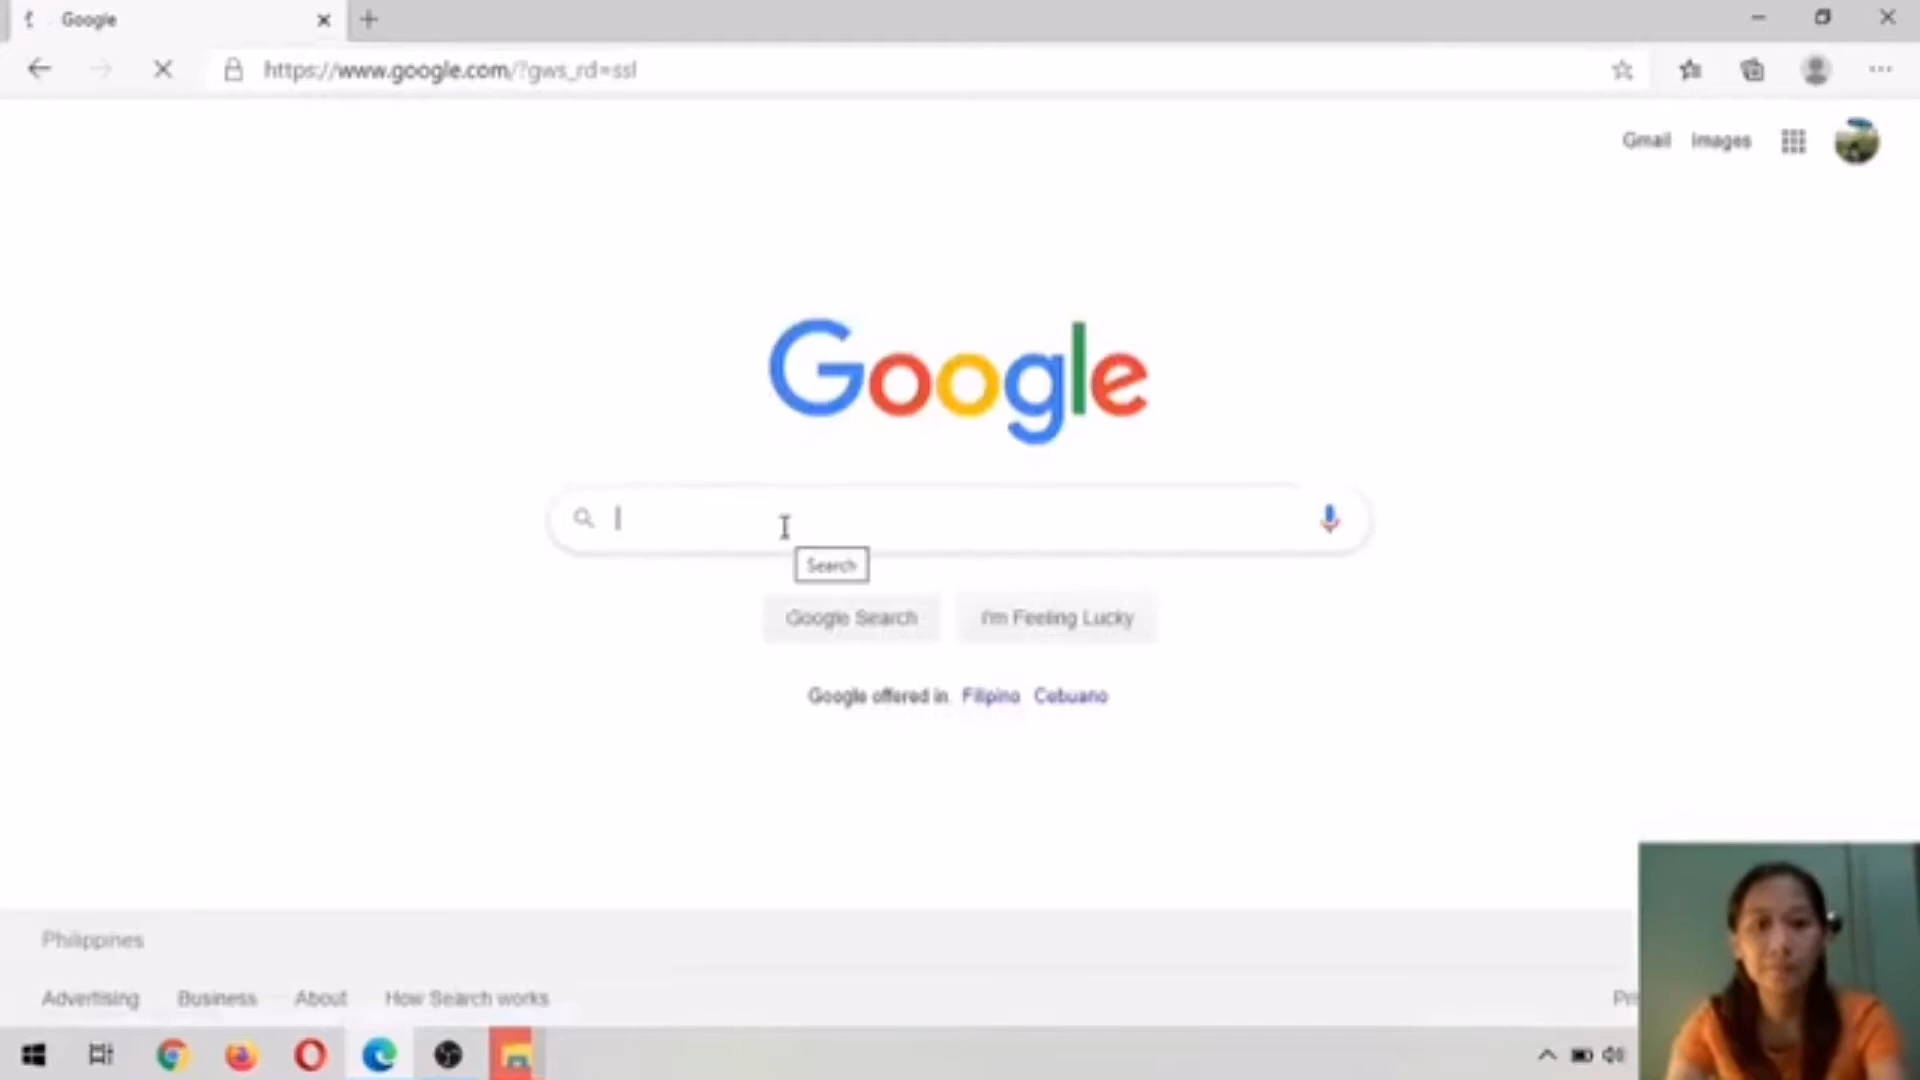 Google
https://www.google.com/?gws_rd=ssl
Gmail Images
Google
Search
Google Search I'm Feeling Lucky
Google offered in: Filipino Cebuano
Philippines
Advertising Business About How Search works